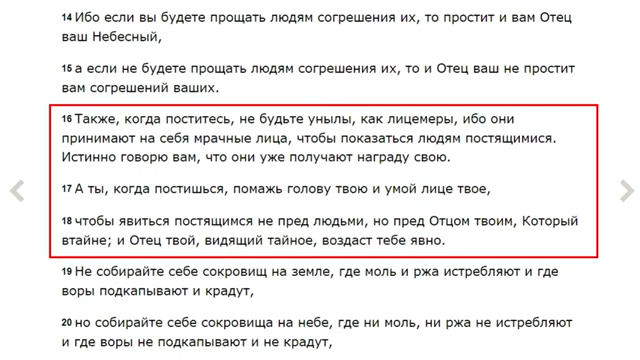 14 Ибо если вы будете прощать людям согрешения их, то простит и вам Отец
ваш Небесный,
15 а если не будете прощать людям согрешения их, то и Отец ваш не простит
вам согрешений ваших.
16 Также, когда поститесь, не будьте унылы, как лицемеры, ибо они
принимают на себя мрачные лица, чтобы показаться людям постящимися.
Истинно говорю вам, что они уже получают награду свою.
17 А ты, когда постишься, помажь голову твою и умой лице твое,
18 чтобы явиться постящимся не пред людьми, но пред Отцом твоим, Который
втайне; и Отец твой, видящий тайное, воздаст тебе явно.
19 Не собирайте себе сокровищ на земле, где моль и ржа истребляют и где
воры подкапывают и крадут,
20 но собирайте себе сокровища на небе, где ни моль, ни ржа не истребляют
и где воры не подкапывают и не крадут,